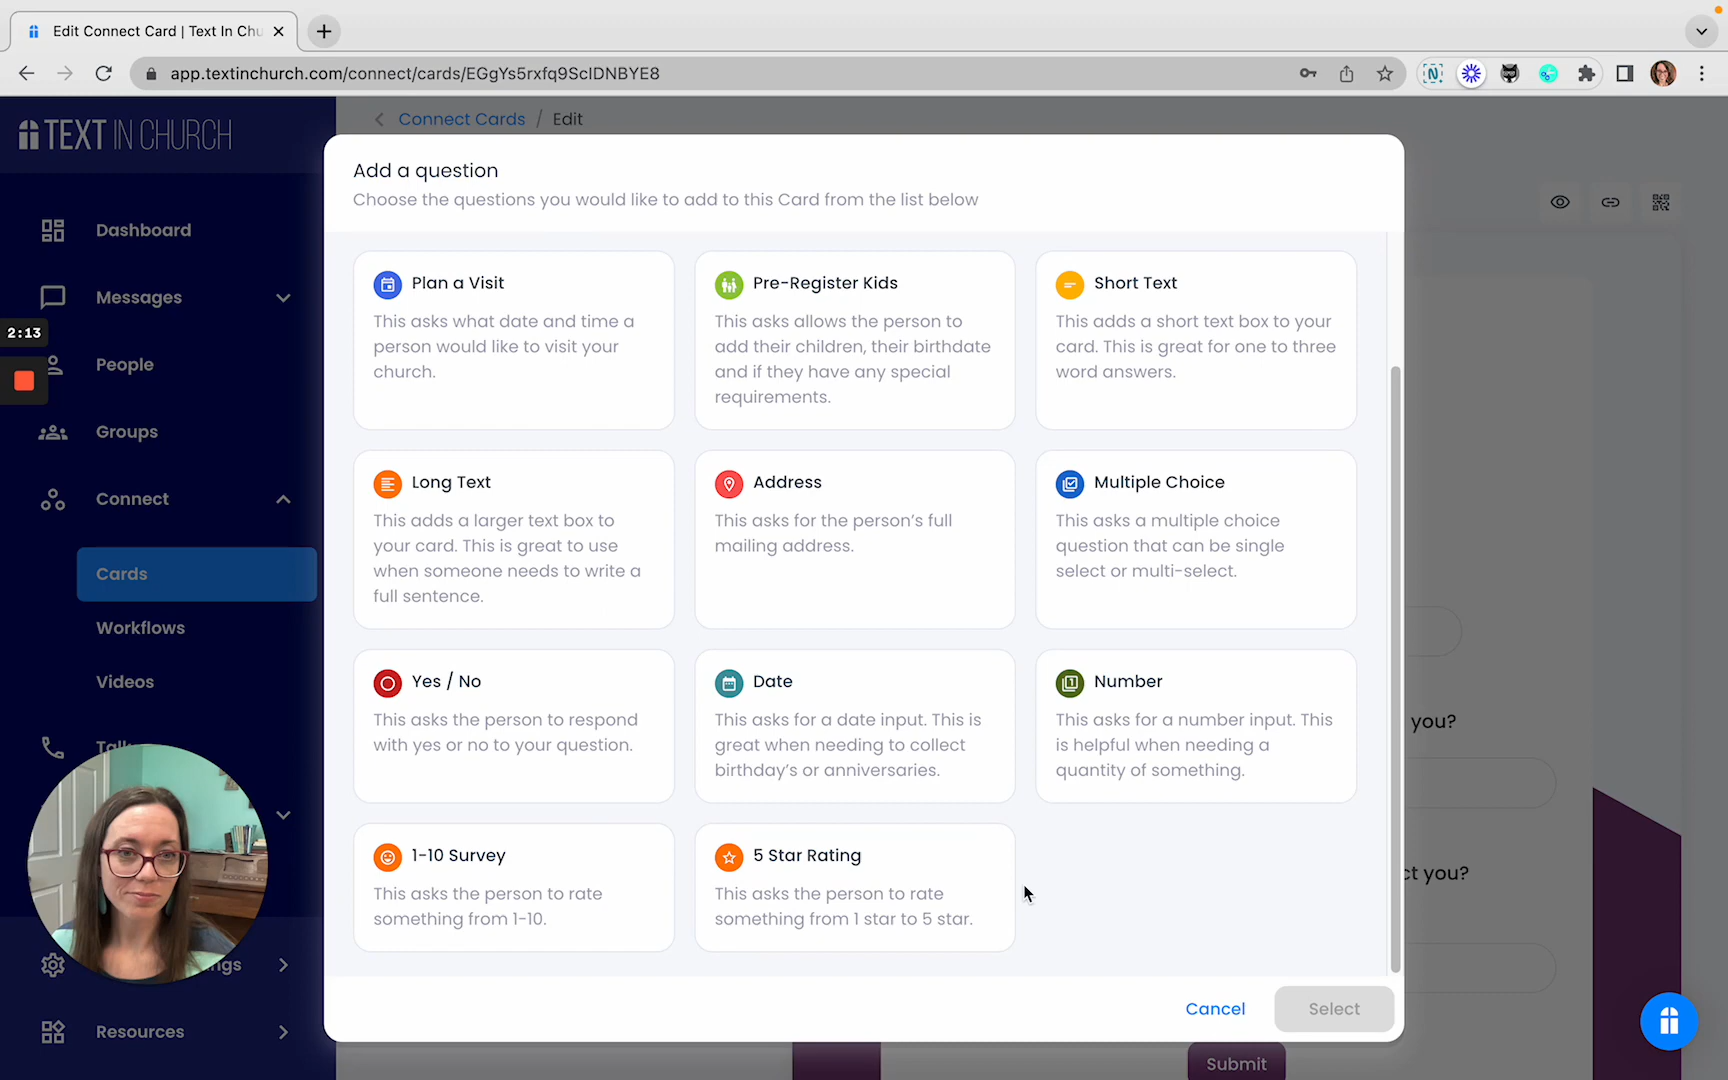 Edit Connect Card | Text In Chu
app.textinchurch.com/connect/cards/EGgYs5rxfq9ScIDNBYE8
TEXT IN CHURCH
Connect Cards / Edit
Dashboard
Messages
2:13
People
Groups
Connect
Cards
Workflows
Videos
Resources
Add a question
Choose the questions you would like to add to this Card from the list below
Plan a Visit
This asks what date and time a
person would like to visit your
church.
Pre-Register Kids
This asks allows the person to
add their children, their birthdate
and if they have any special
requirements.
Short Text
This adds a short text box to your
card. This is great for one to three
word answers.
Long Text
This adds a larger text box to
your card. This is great to use
when someone needs to write a
full sentence.
Address
This asks for the person's full
mailing address.
Multiple Choice
This asks a multiple choice
question that can be single
select or multi-select.
Yes / No
This asks the person to respond
with yes or no to your question.
Date
This asks for a date input. This is
great when needing to collect
birthday's or anniversaries.
Number
This asks for a number input. This
is helpful when needing a
quantity of something.
1-10 Survey
This asks the person to rate
something from 1-10.
5 Star Rating
This asks the person to rate
something from 1 star to 5 star.
Cancel
Select
you?
ct you?
Submit